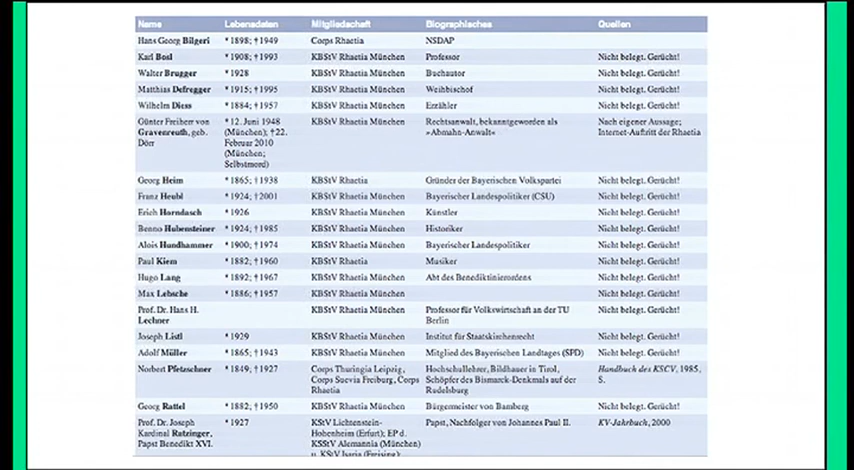 Name Lebensdaten Mitgliedschaft Biographisches Quellen
Hans Georg Bilgeri * 1898; † 1949 Corps Rhaetia NSDAP
Karl Bosl * 1908; † 1993 KBStV Rhaetia München Professor Nicht belegt. Gerücht!
Walter Brugger * 1928 KBStV Rhaetia München Buchautor Nicht belegt. Gerücht!
Matthias Defregger * 1915; † 1995 KBStV Rhaetia München Weihbischof Nicht belegt. Gerücht!
Wilhelm Diess * 1884; † 1957 KBStV Rhaetia München Erzähler Nicht belegt. Gerücht!
Günter Freiherr von * 12. Juni 1948 KBStV Rhaetia München Rechtsanwalt, bekanntgeworden als Nach eigener Aussage;
Gravenreuth, geb. (München); †22. »Abmahn-Anwalt« Internet-Auftritt der Rhaetia
Dörr Februar 2010
(München;
Selbstmord)
Georg Heim * 1865; † 1938 KBStV Rhaetia Gründer der Bayerischen Volkspartei Nicht belegt. Gerücht!
Franz Heubl * 1924; † 2001 KBStV Rhaetia München Bayerischer Landespolitiker (CSU) Nicht belegt. Gerücht!
Erich Horndasch * 1926 KBStV Rhaetia München Künstler Nicht belegt. Gerücht!
Benno Hubensteiner * 1924; † 1985 KBStV Rhaetia München Historiker Nicht belegt. Gerücht!
Alois Hundhammer * 1900; † 1974 KBStV Rhaetia München Bayerischer Landespolitiker Nicht belegt. Gerücht!
Paul Kiem * 1882; † 1960 KBStV Rhaetia Musiker Nicht belegt. Gerücht!
Hugo Lang * 1892; † 1967 KBStV Rhaetia München Abt des Benediktinierordens Nicht belegt. Gerücht!
Max Lebsche * 1886; † 1957 KBStV Rhaetia München Nicht belegt. Gerücht!
Prof. Dr. Hans H. KBStV Rhaetia München Professor für Volkswirtschaft an der TU Nicht belegt. Gerücht!
Lechner Berlin
Joseph Listl * 1929 KBStV Rhaetia München Institut für Staatskirchenrecht Nicht belegt. Gerücht!
Adolf Müller * 1865; † 1943 KBStV Rhaetia München Mitglied des Bayerischen Landtages (SPD) Nicht belegt. Gerücht!
Norbert Pfretzschner * 1849; † 1927 Corps Thuringia Leipzig, Hochschullehrer, Bildhauer in Tirol, Handbuch des KSCV, 1985,
Corps Suevia Freiburg, Corps Schöpfer des Bismarck-Denkmals auf der S.
Rhaetia Rudelsburg
Georg Rattel * 1882; † 1950 KBStV Rhaetia München Bürgermeister von Bamberg Nicht belegt. Gerücht!
Prof. Dr. Joseph * 1927 KStV Lichtenstein- Papst, Nachfolger von Johannes Paul II. KV-Jahrbuch, 2000
Kardinal Ratzinger, Hohenheim (Erfurt); EP d.
Papst Benedikt XVI. KSStV Alemannia (München)
u. KStV Isaria (Freising);